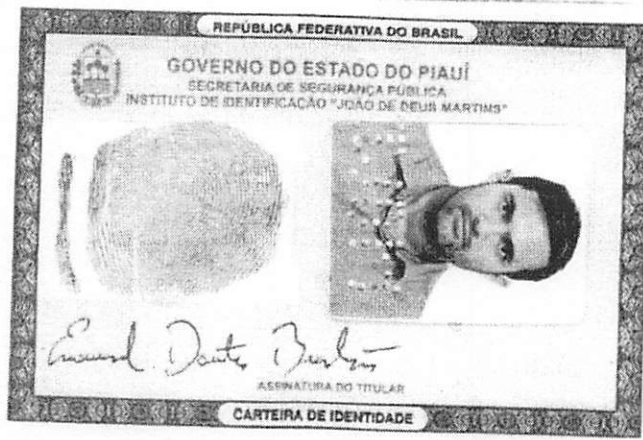 REPÚBLICA FEDERATIVA DO BRASIL
GOVERNO DO ESTADO DO PIAUÍ
SECRETARIA DE SEGURANÇA PÚBLICA
INSTITUTO DE IDENTIFICAÇÃO "JOÃO DE DEUS MARTINS"
Dantas
ASSINATURA DO TITULAR
CARTEIRA DE IDENTIDADE